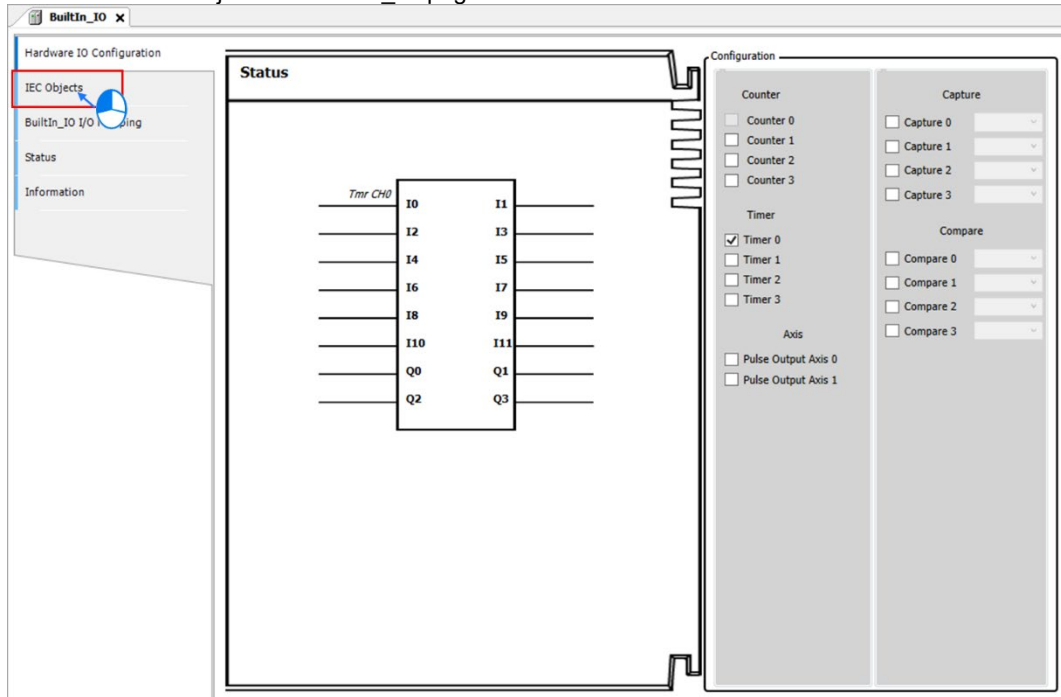 BuiltIn_IO x
Hardware IO Configuration
IEC Objects
BuiltIn_IO I/O
Status
Information
Status
Tmr CH0
I0 I1
I2 I3
I4 I5
I6 I7
I8 I9
I10 I11
Q0 Q1
Q2 Q3
Configuration
Counter
Counter 0
Counter 1
Counter 2
Counter 3
Timer
Timer 0
Timer 1
Timer 2
Timer 3
Axis
Pulse Output Axis 0
Pulse Output Axis 1
Capture
Capture 0
Capture 1
Capture 2
Capture 3
Compare
Compare 0
Compare 1
Compare 2
Compare 3